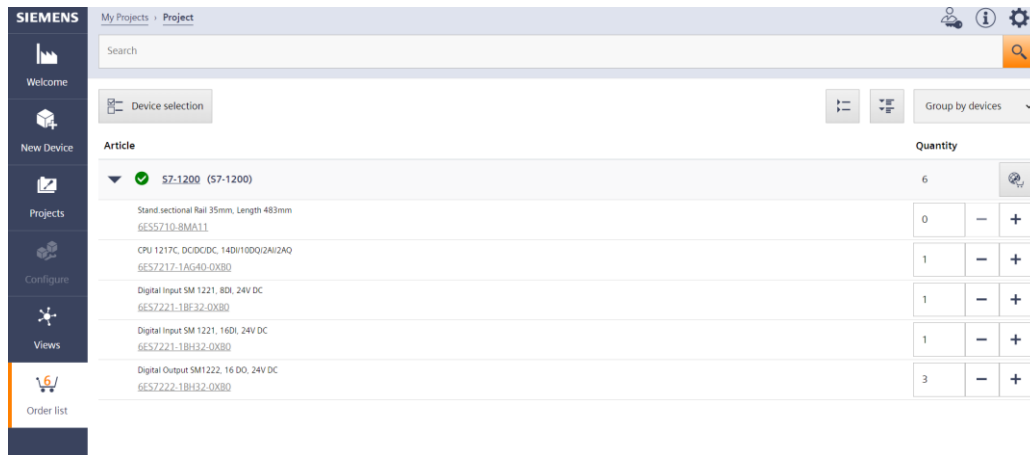 SIEMENS
My Projects › Project
Search
Welcome
New Device
Projects
Configure
Views
6
Order list
Device selection
Group by devices
Article Quantity
S7-1200 (S7-1200) 6
Stand.sectional Rail 35mm, Length 483mm
6ES5710-8MA11 0 − +
CPU 1217C, DC/DC/DC, 14DI/10DQ/2AI/2AQ
6ES7217-1AG40-0XB0 1 − +
Digital Input SM 1221, 8DI, 24V DC
6ES7221-1BF32-0XB0 1 − +
Digital Input SM 1221, 16DI, 24V DC
6ES7221-1BH32-0XB0 1 − +
Digital Output SM1222, 16 DO, 24V DC
6ES7222-1BH32-0XB0 3 − +